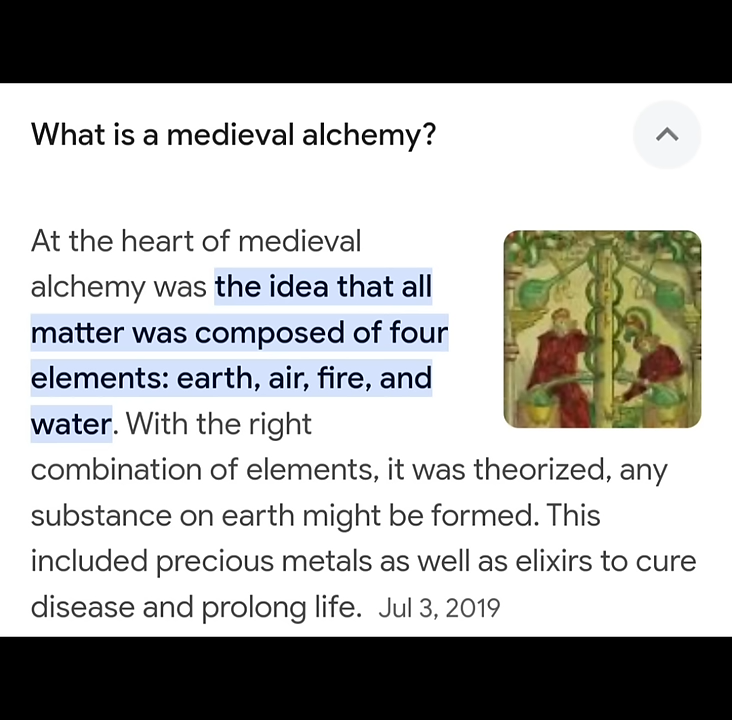 What is a medieval alchemy?
At the heart of medieval
alchemy was the idea that all
matter was composed of four
elements: earth, air, fire, and
water. With the right
combination of elements, it was theorized, any
substance on earth might be formed. This
included precious metals as well as elixirs to cure
disease and prolong life. Jul 3, 2019